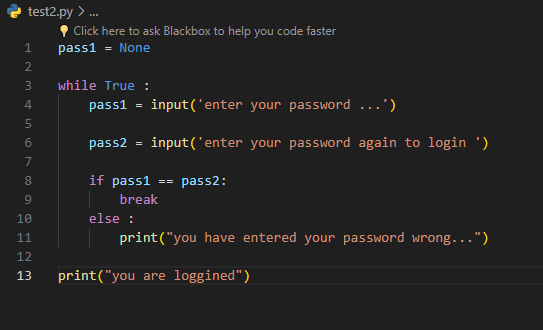 test2.py > ...
Click here to ask Blackbox to help you code faster
1 pass1 = None
2
3 while True :
4 pass1 = input('enter your password ...')
5
6 pass2 = input('enter your password again to login ')
7
8 if pass1 == pass2:
9 break
10 else :
11 print("you have entered your password wrong...")
12
13 print("you are loggined")